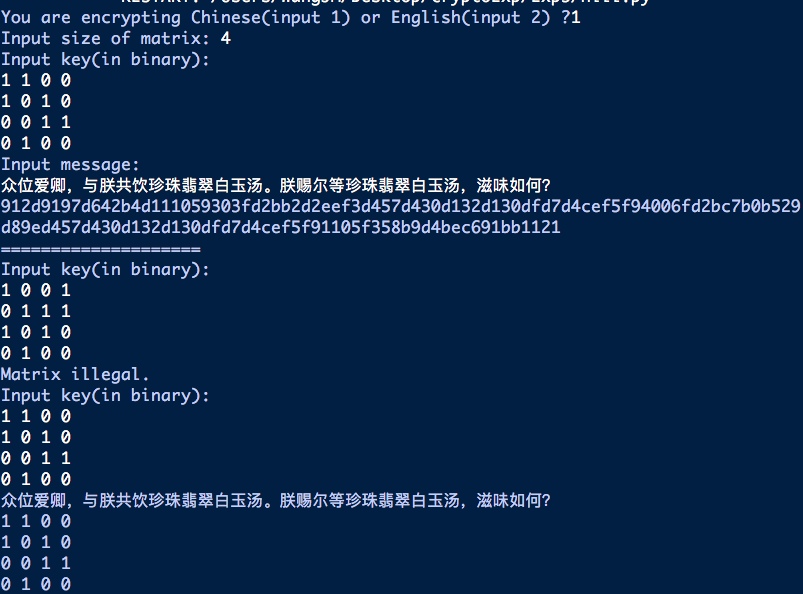 You are encrypting Chinese(input 1) or English(input 2) ?1
Input size of matrix: 4
Input key(in binary):
1 1 0 0
1 0 1 0
0 0 1 1
0 1 0 0
Input message:
众位爱卿，与朕共饮珍珠翡翠白玉汤。朕赐尔等珍珠翡翠白玉汤，滋味如何？
912d9197d642b4d111059303fd2bb2d2eef3d457d430d132d130dfd7d4cef5f94006fd2bc7b0b529
d89ed457d430d132d130dfd7d4cef5f91105f358b9d4bec691bb1121
====================
Input key(in binary):
1 0 0 1
0 1 1 1
1 0 1 0
0 1 0 0
Matrix illegal.
Input key(in binary):
1 1 0 0
1 0 1 0
0 0 1 1
0 1 0 0
众位爱卿，与朕共饮珍珠翡翠白玉汤。朕赐尔等珍珠翡翠白玉汤，滋味如何？
1 1 0 0
1 0 1 0
0 0 1 1
0 1 0 0